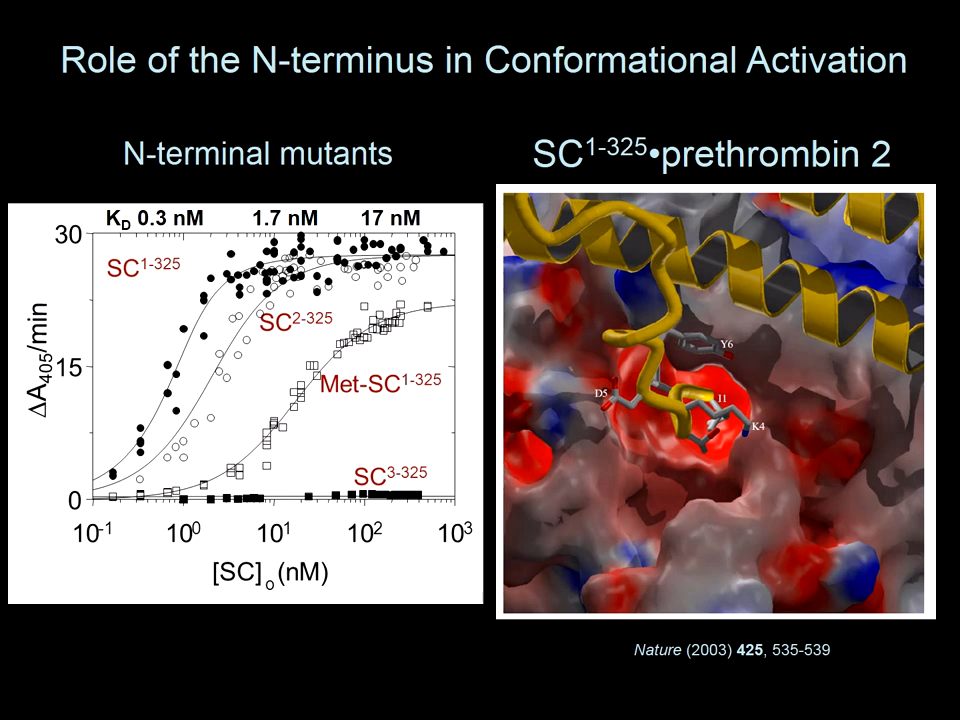 Role of the N-terminus in Conformational Activation
N-terminal mutants
SC1-325•prethrombin 2
KD 0.3 nM 1.7 nM 17 nM
30
SC1-325
SC2-325
ΔA405/min
15
Met-SC1-325
SC3-325
0
10-1 100 101 102 103
[SC]o (nM)
Y6
D5
I1
K4
Nature (2003) 425, 535-539